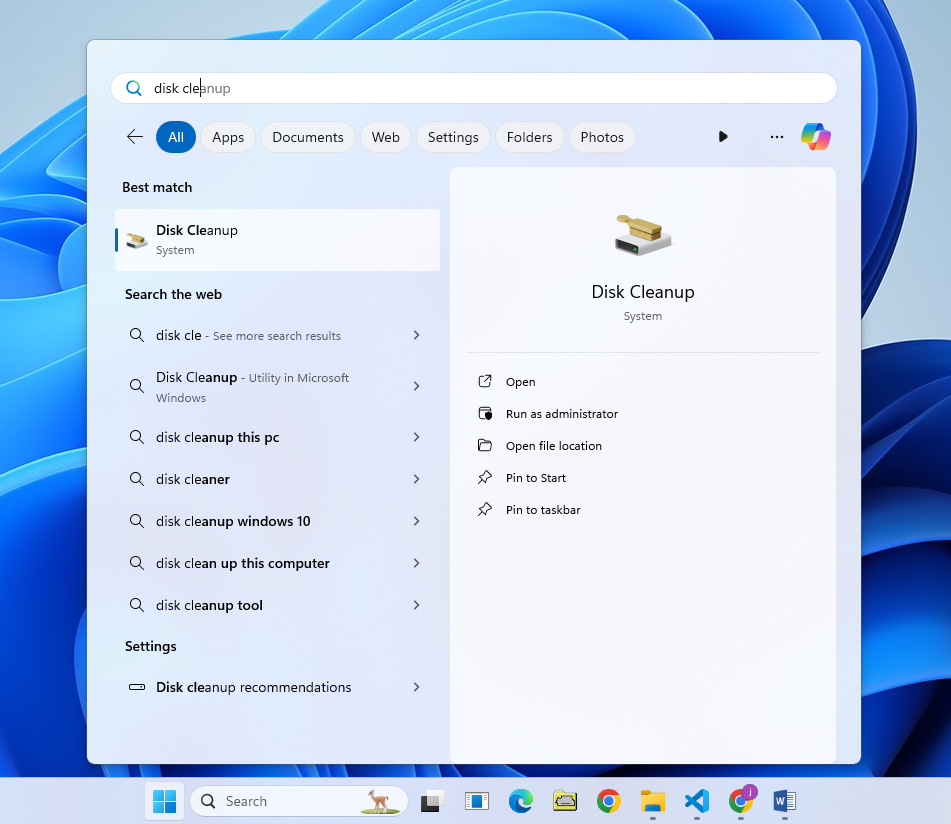 disk cleanup
All Apps Documents Web Settings Folders Photos
Best match
Disk Cleanup
System
Search the web
disk cle - See more search results
Disk Cleanup - Utility in Microsoft
Windows
disk cleanup this pc
disk cleaner
disk cleanup windows 10
disk clean up this computer
disk cleanup tool
Settings
Disk cleanup recommendations
Disk Cleanup
System
Open
Run as administrator
Open file location
Pin to Start
Pin to taskbar
Search
j
W